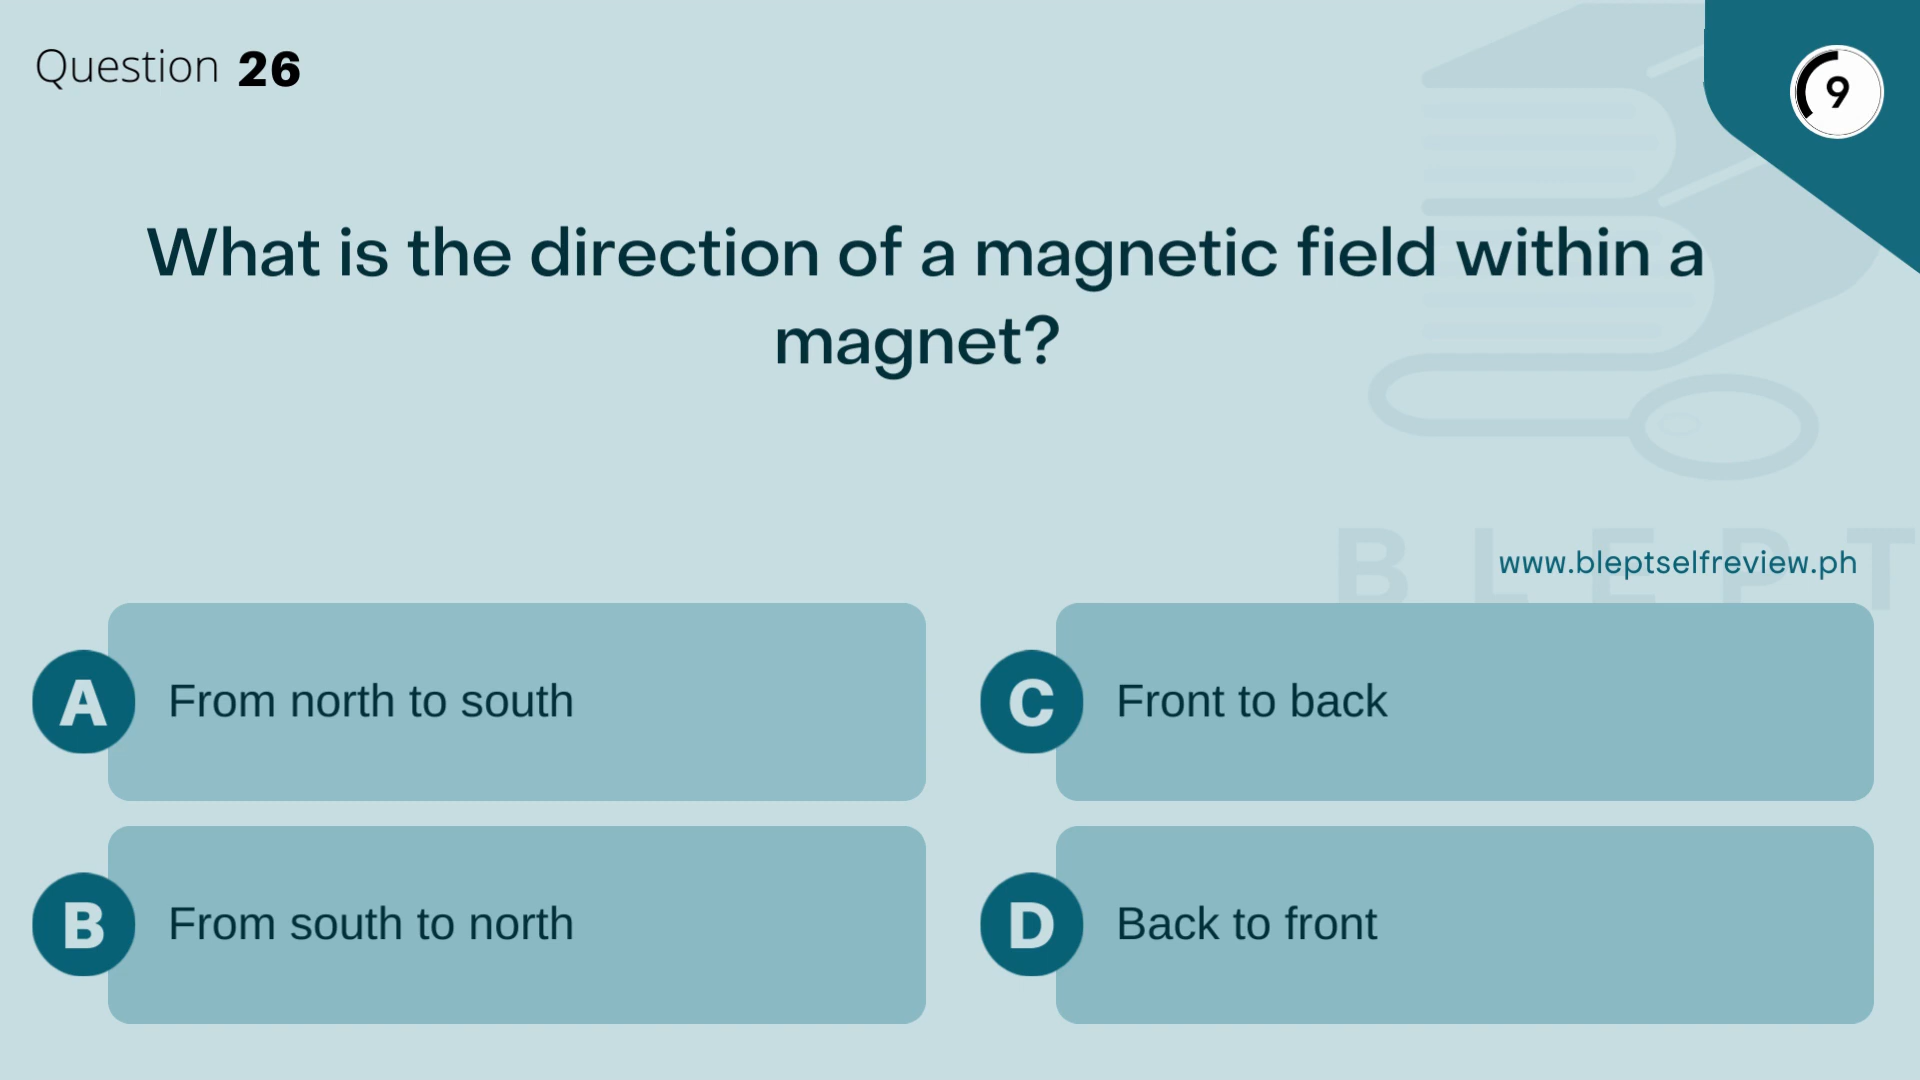 Question 26
9
What is the direction of a magnetic field within a
magnet?
BLEPT
www.bleptselfreview.ph
A From north to south
C Front to back
B From south to north
D Back to front